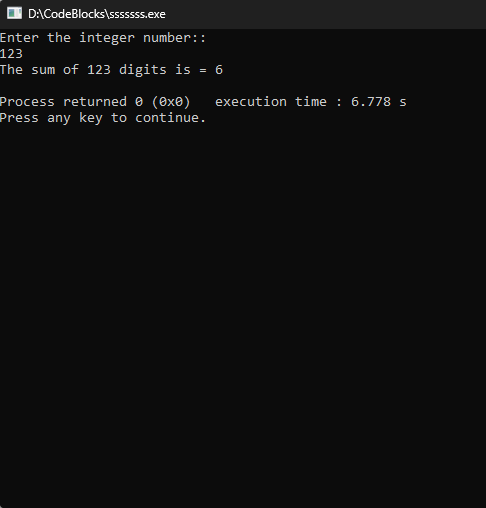 D:\CodeBlocks\sssssss.exe
Enter the integer number::
123
The sum of 123 digits is = 6
Process returned 0 (0x0)   execution time : 6.778 s
Press any key to continue.